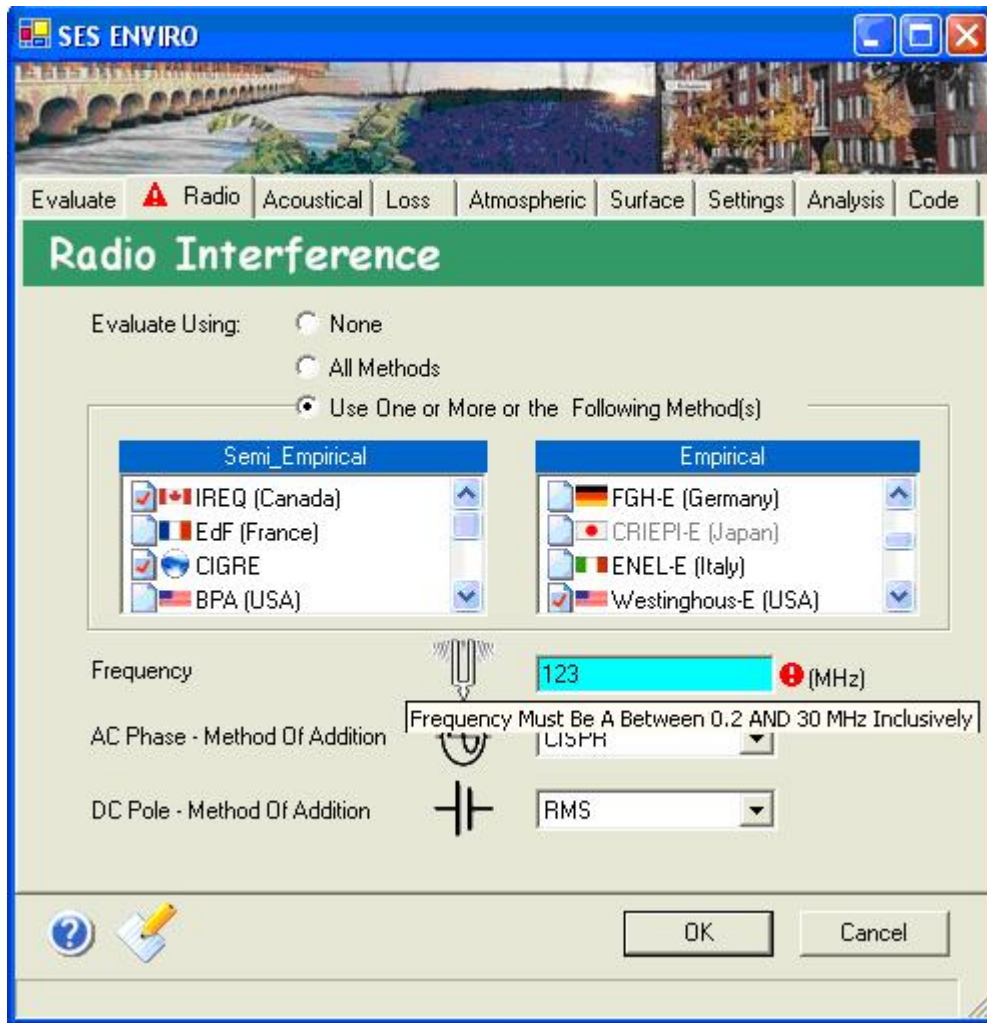 SES ENVIRO
Evaluate Radio Acoustical Loss Atmospheric Surface Settings Analysis Code
Radio Interference
Evaluate Using: None
All Methods
Use One or More or the Following Method(s)
Semi_Empirical
IREQ (Canada)
EdF (France)
CIGRE
BPA (USA)
Empirical
FGH-E (Germany)
CRIEPI-E (Japan)
ENEL-E (Italy)
Westinghous-E (USA)
Frequency 123 (MHz)
Frequency Must Be A Between 0.2 AND 30 MHz Inclusively
AC Phase - Method Of Addition CISPR
DC Pole - Method Of Addition RMS
OK Cancel